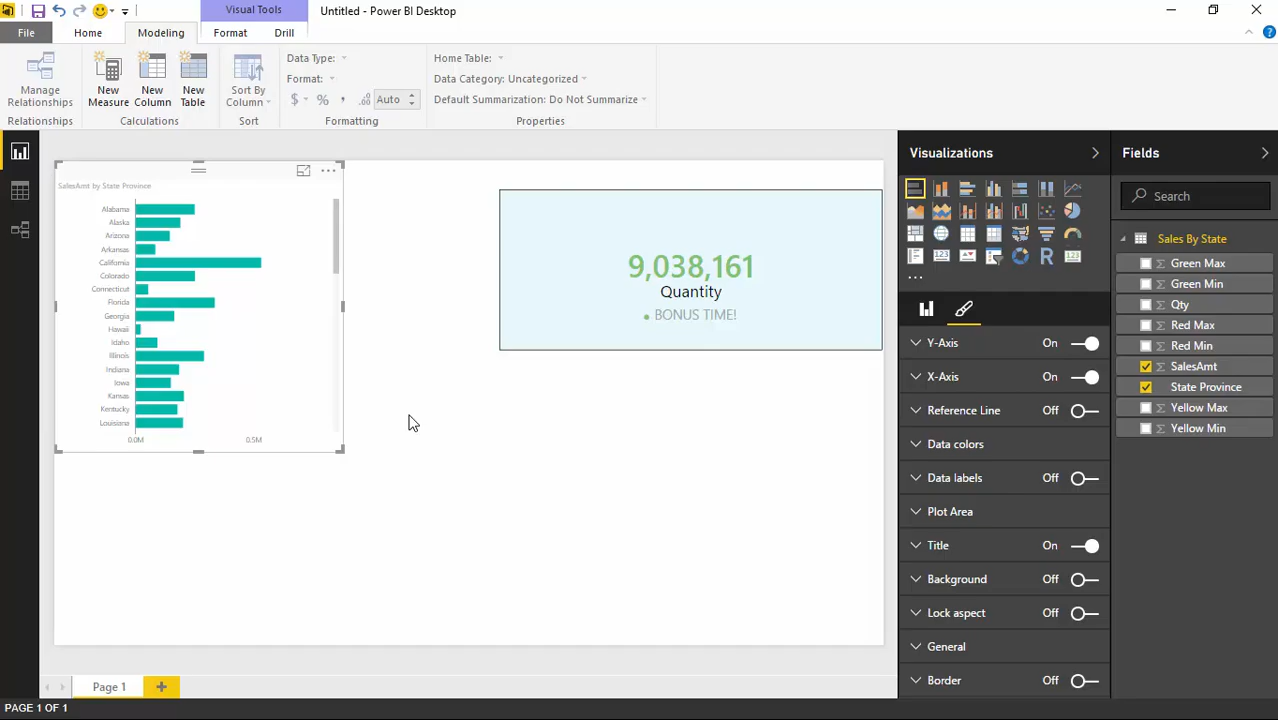 Visual Tools
Untitled - Power BI Desktop
File
Home
Modeling
Format
Drill
Manage
Relationships
New
Measure
New
Column
New
Table
Sort By
Column
Data Type:
Format:
$ % , .00 Auto
Home Table:
Data Category: Uncategorized
Default Summarization: Do Not Summarize
Relationships
Calculations
Sort
Formatting
Properties
SalesAmt by State Province
Alabama
Alaska
Arizona
Arkansas
California
Colorado
Connecticut
Florida
Georgia
Hawaii
Idaho
Illinois
Indiana
Iowa
Kansas
Kentucky
Louisiana
0.0M 0.5M
9,038,161
Quantity
BONUS TIME!
Visualizations
R
Y-Axis On
X-Axis On
Reference Line Off
Data colors
Data labels Off
Plot Area
Title On
Background Off
Lock aspect Off
General
Border Off
Fields
Search
Sales By State
Green Max
Green Min
Qty
Red Max
Red Min
SalesAmt
State Province
Yellow Max
Yellow Min
Page 1
PAGE 1 OF 1